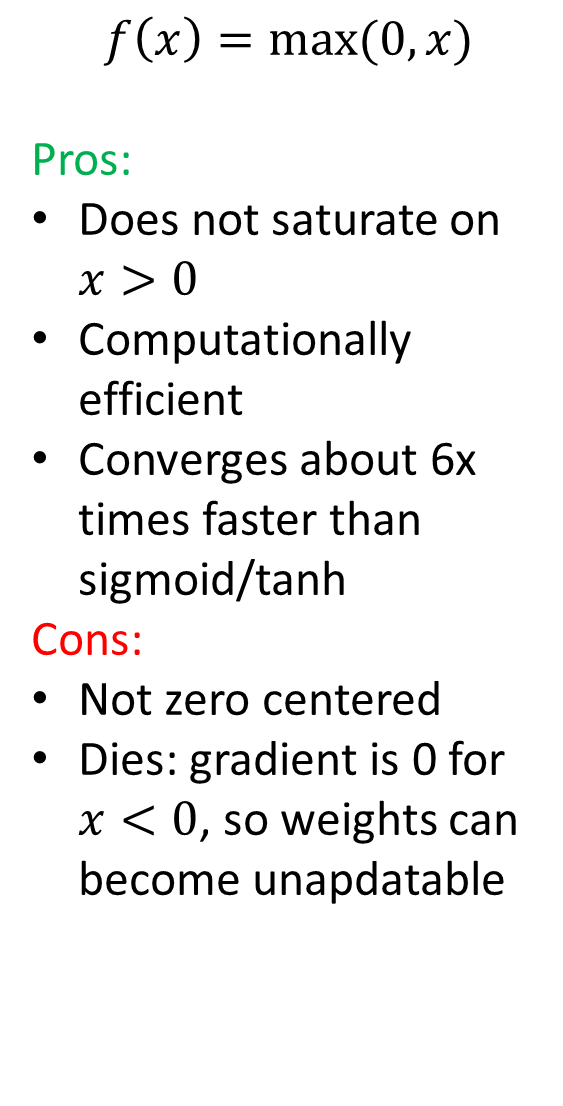 f(x) = max(0, x)
Pros:
• Does not saturate on
x > 0
• Computationally
efficient
• Converges about 6x
times faster than
sigmoid/tanh
Cons:
• Not zero centered
• Dies: gradient is 0 for
x < 0, so weights can
become unapdatable